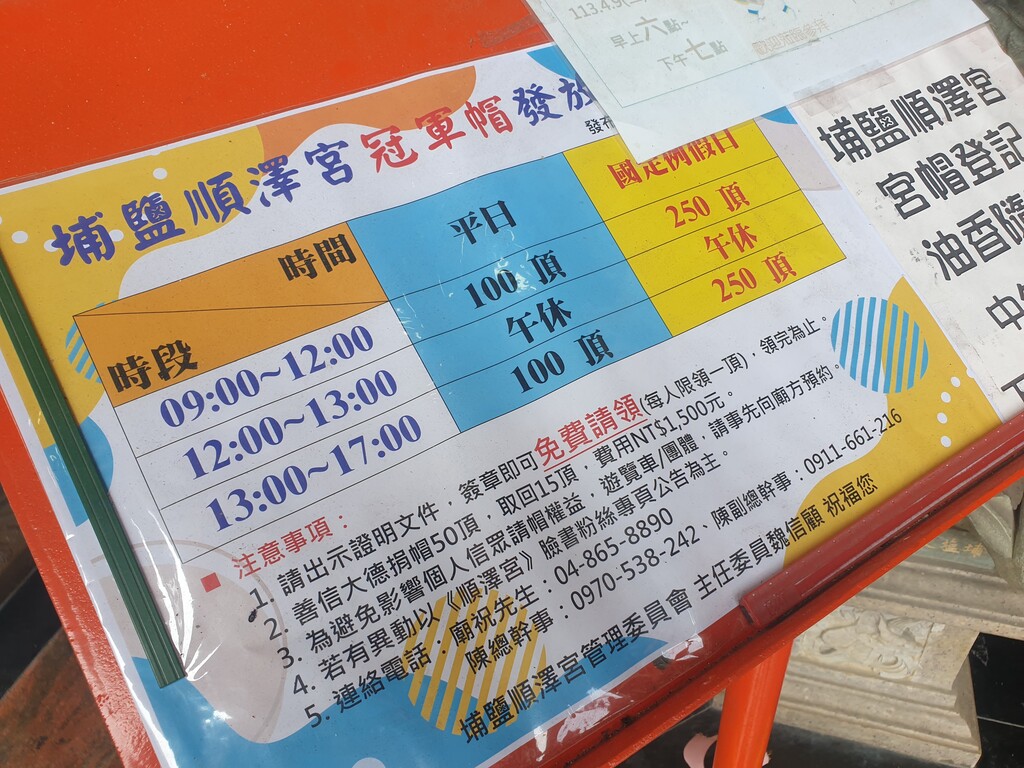 113.4.9
早上六點~
下午七點
埔鹽順澤宮冠軍帽發放
發布
時間
時段
平日
國定例假日
09:00~12:00
100 頂
250 頂
12:00~13:00
午休
午休
13:00~17:00
100 頂
250 頂
■ 注意事項：
1. 請出示證明文件，簽章即可免費請領(每人限領一頂)，領完為止。
2. 善信大德捐帽50頂，取回15頂，費用NT$1,500元。
3. 為避免影響個人信眾請帽權益，遊覽車/團體，請事先向廟方預約。
4. 若有異動以《順澤宮》臉書粉絲專頁公告為主。
5. 連絡電話：廟祝先生：04-865-8890
陳總幹事：0970-538-242、陳副總幹事：0911-661-216
埔鹽順澤宮管理委員會 主任委員魏信顧 祝福您
埔鹽順澤宮
宮帽登記
油香隨
中